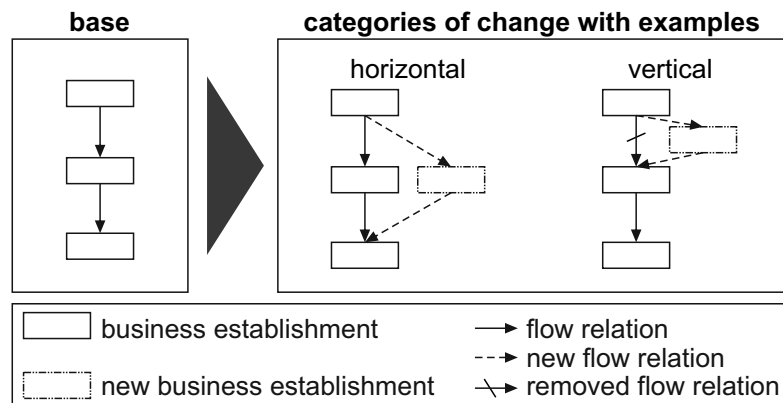 base
categories of change with examples
horizontal
vertical
business establishment
new business establishment
flow relation
new flow relation
removed flow relation